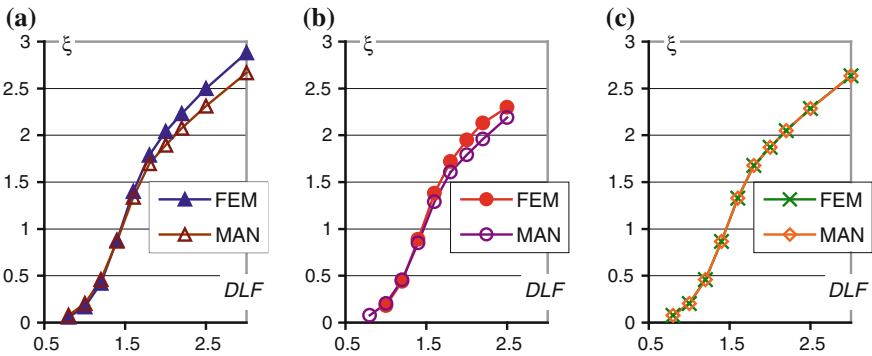 (a) (b) (c)
3 ξ 3 ξ 3 ξ
2.5 2.5 2.5
2 2 2
1.5 1.5 1.5
FEM FEM FEM
1 1 1
MAN MAN MAN
0.5 0.5 0.5
DLF DLF DLF
0 0 0
0.5 1.5 2.5 0.5 1.5 2.5 0.5 1.5 2.5